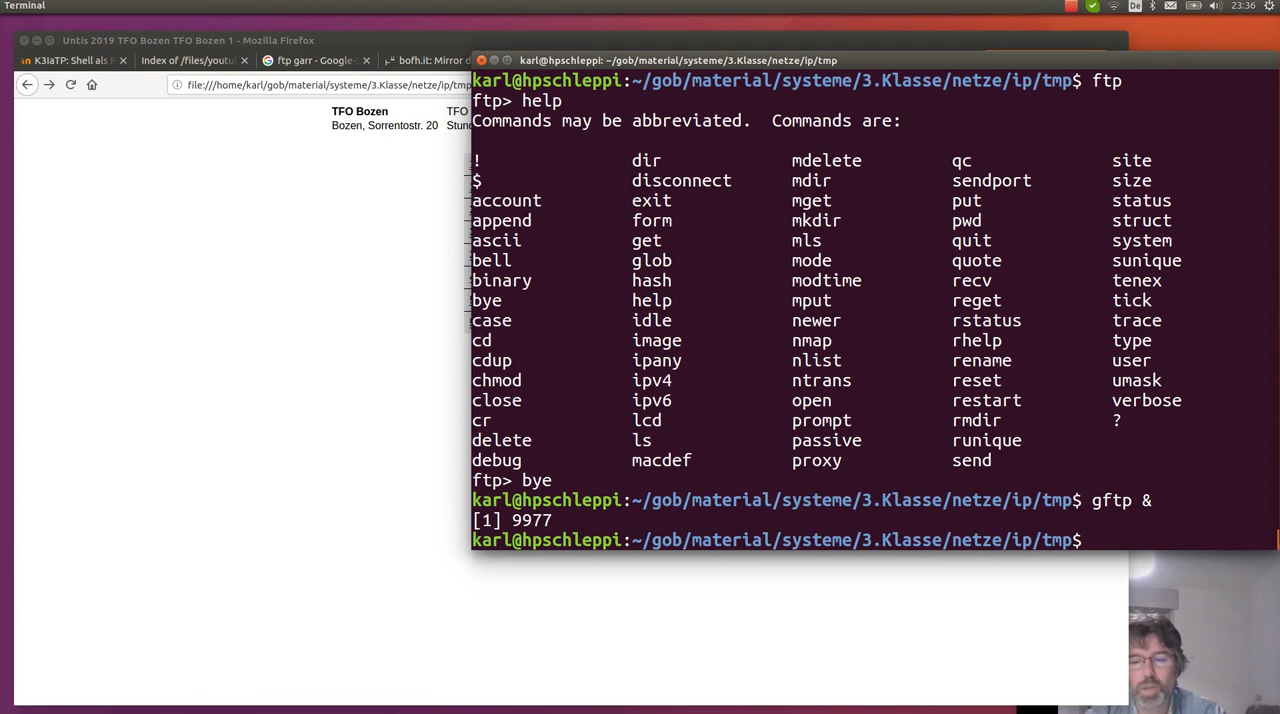 Terminal
De
23:36
Untis 2019 TFO Bozen TFO Bozen 1 - Mozilla Firefox
K3IaTP: Shell als P
Index of /files/youtu
ftp garr - Google-S
bofh.it: Mirror d
file:///home/karl/gob/material/systeme/3.Klasse/netze/ip/tmp
TFO Bozen TFO
Bozen, Sorrentostr. 20 Stund
karl@hpschleppi: ~/gob/material/systeme/3.Klasse/netze/ip/tmp
karl@hpschleppi:~/gob/material/systeme/3.Klasse/netze/ip/tmp$ ftp
ftp> help
Commands may be abbreviated.  Commands are:
! dir mdelete qc site
$ disconnect mdir sendport size
account exit mget put status
append form mkdir pwd struct
ascii get mls quit system
bell glob mode quote sunique
binary hash modtime recv tenex
bye help mput reget tick
case idle newer rstatus trace
cd image nmap rhelp type
cdup ipany nlist rename user
chmod ipv4 ntrans reset umask
close ipv6 open restart verbose
cr lcd prompt rmdir ?
delete ls passive runique
debug macdef proxy send
ftp> bye
karl@hpschleppi:~/gob/material/systeme/3.Klasse/netze/ip/tmp$ gftp &
[1] 9977
karl@hpschleppi:~/gob/material/systeme/3.Klasse/netze/ip/tmp$